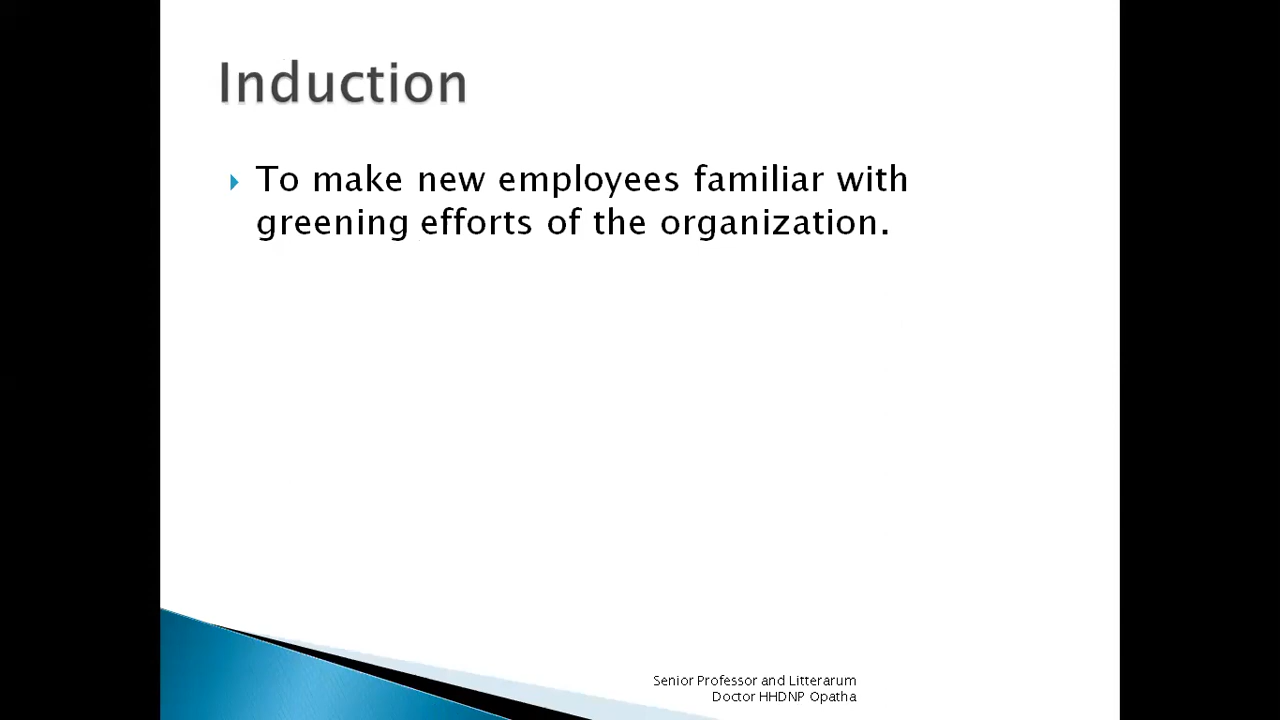 Induction
To make new employees familiar with
greening efforts of the organization.
Senior Professor and Litterarum
Doctor HHDNP Opatha